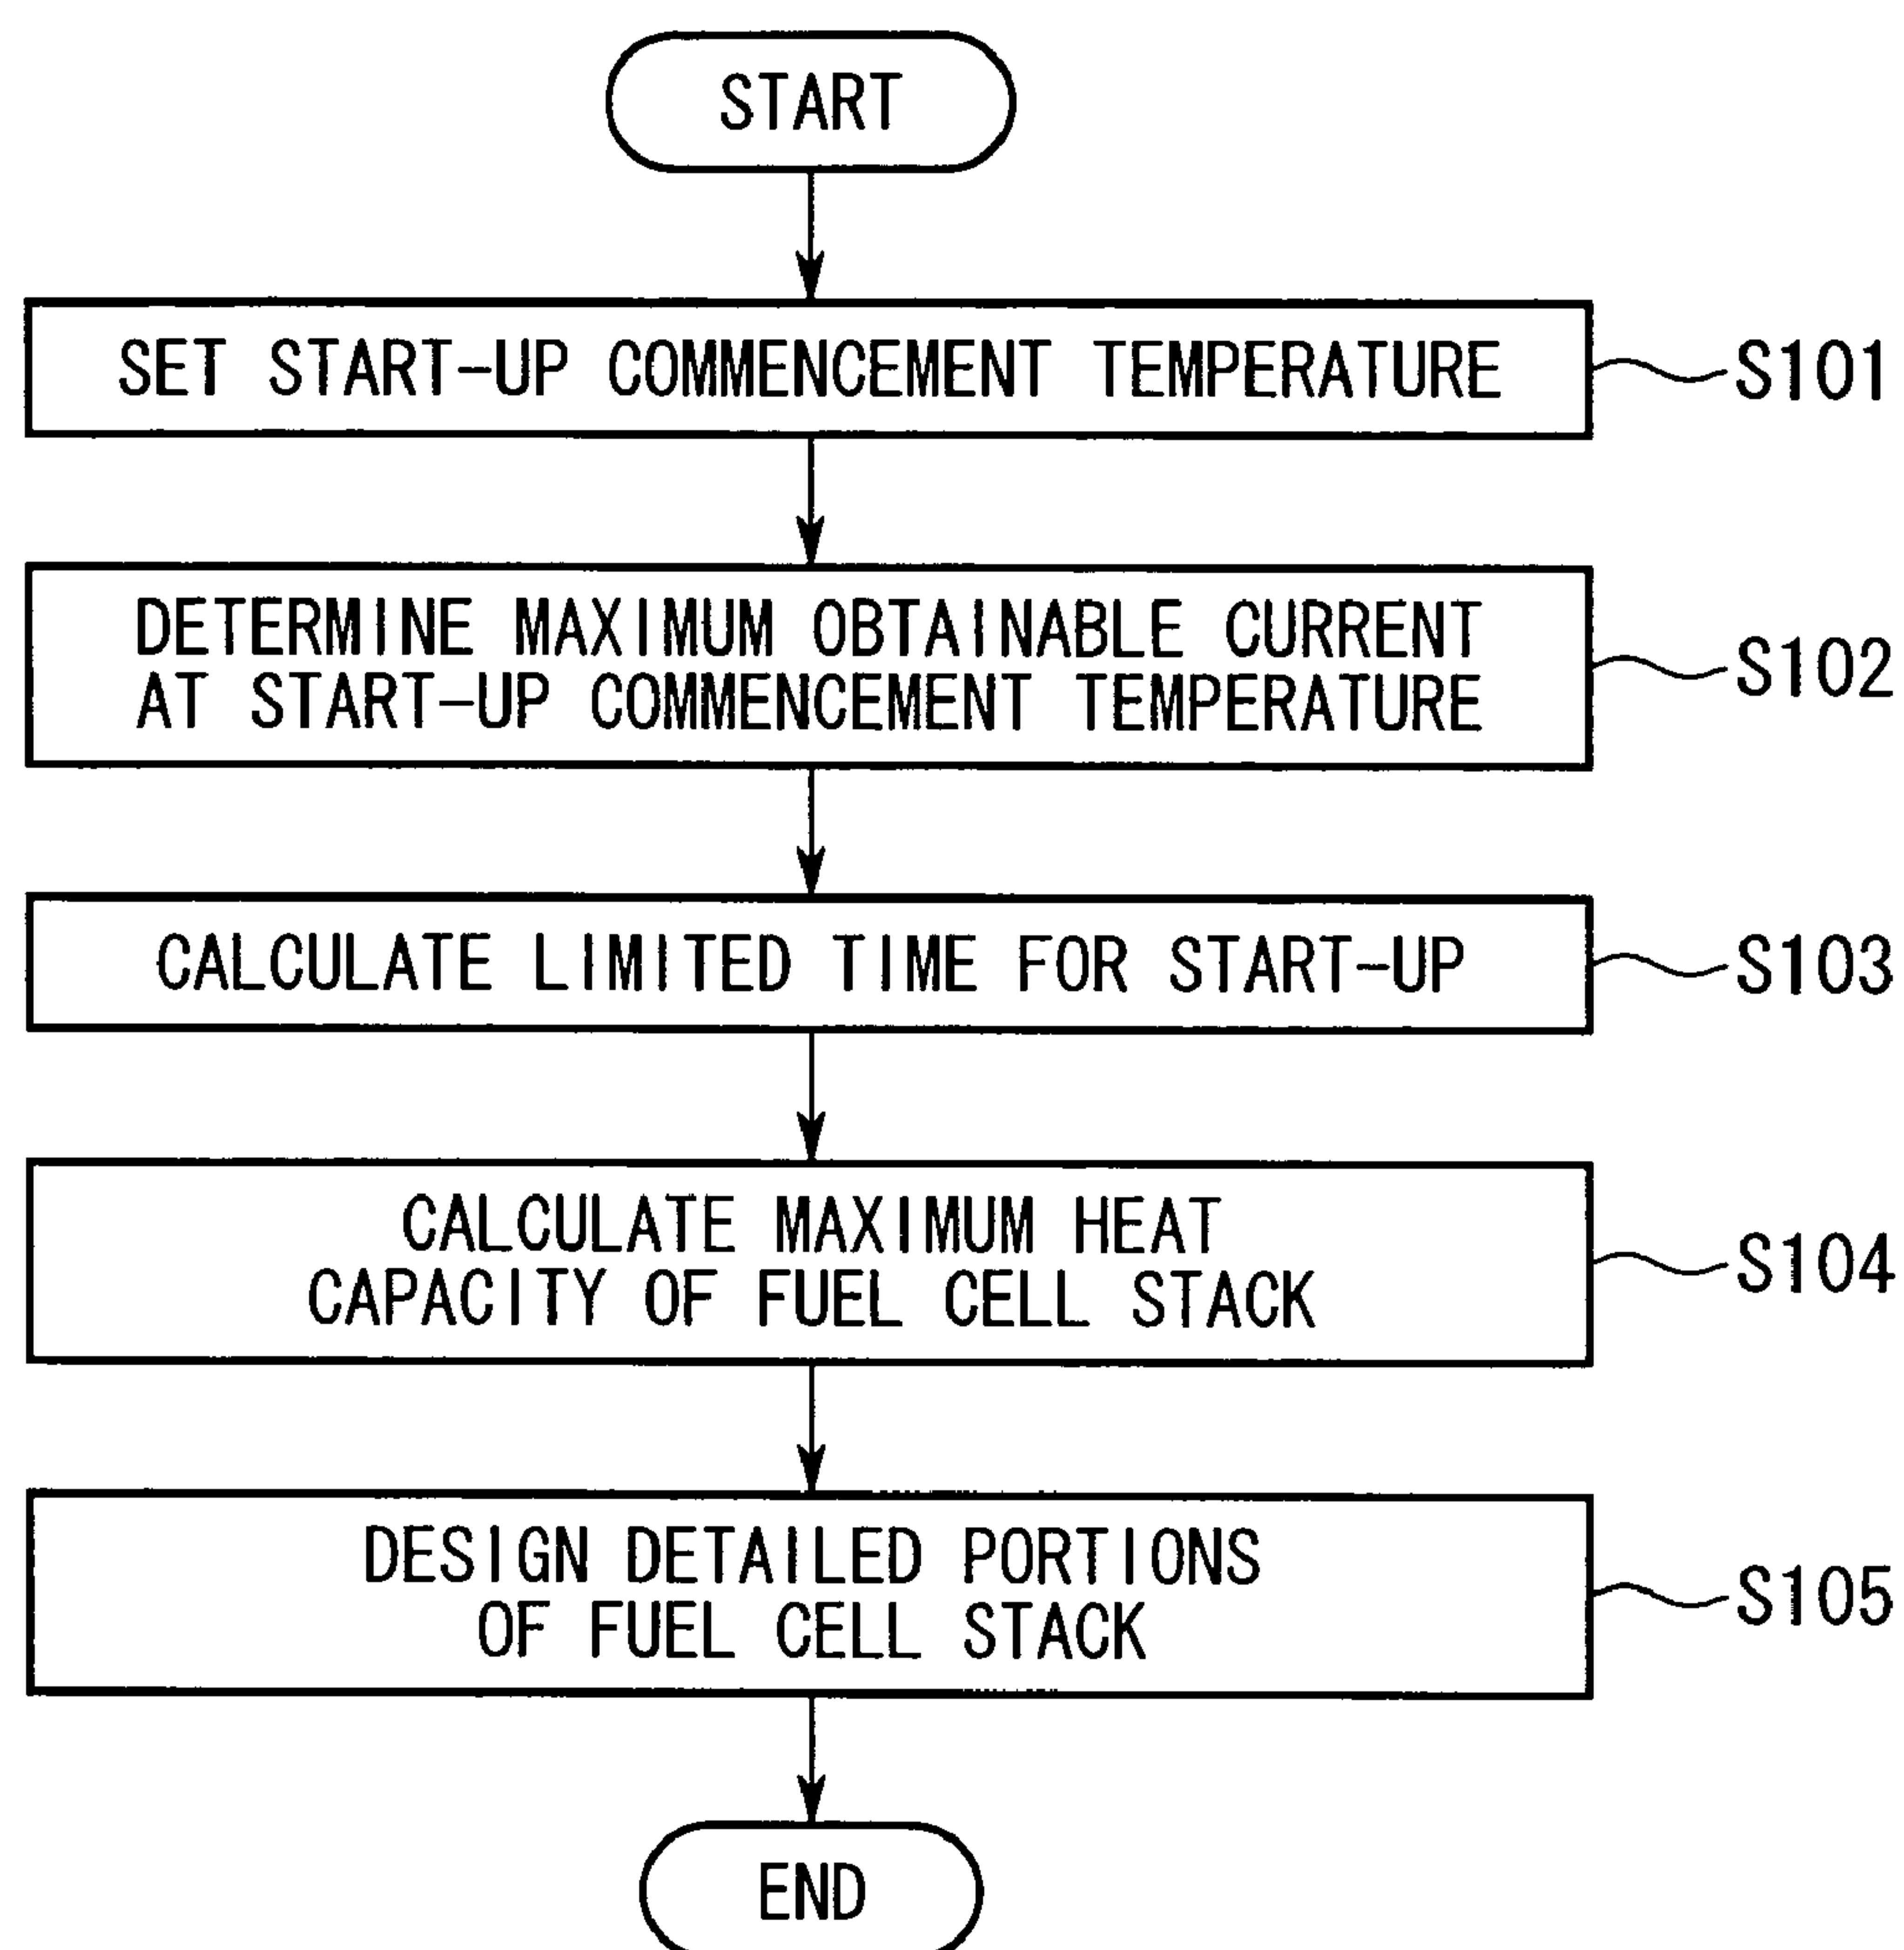 START
SET START-UP COMMENCEMENT TEMPERATURE
S101
DETERMINE MAXIMUM OBTAINABLE CURRENT
AT START-UP COMMENCEMENT TEMPERATURE
S102
CALCULATE LIMITED TIME FOR START-UP
S103
CALCULATE MAXIMUM HEAT
CAPACITY OF FUEL CELL STACK
S104
DESIGN DETAILED PORTIONS
OF FUEL CELL STACK
S105
END